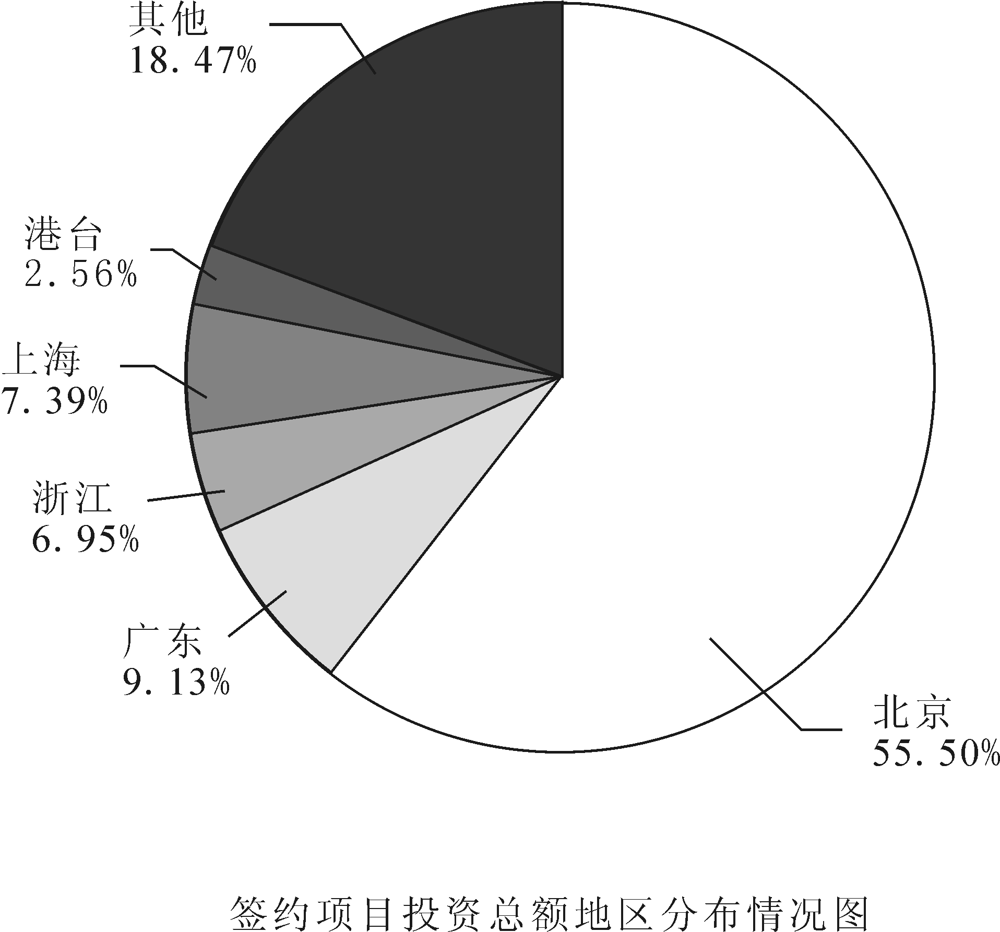 其他
18.47%
港台
2.56%
上海
7.39%
浙江
6.95%
广东
9.13%
北京
55.50%
签约项目投资总额地区分布情况图